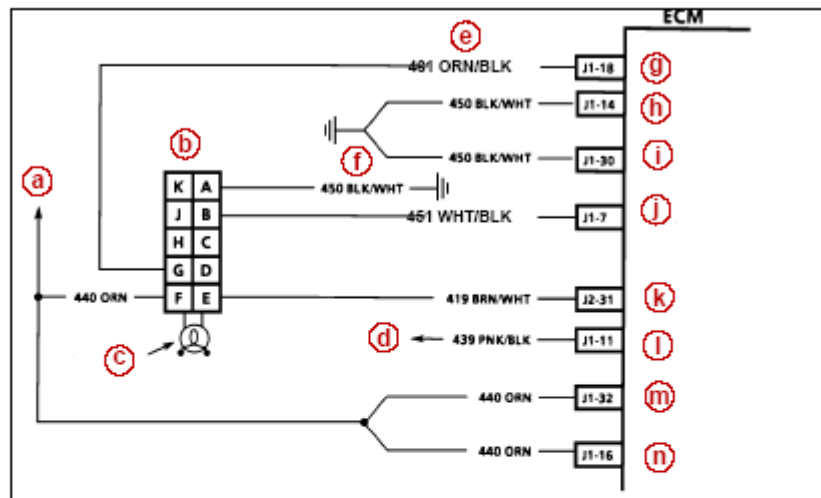 ECM
e
461 ORN/BLK J1-18 g
450 BLK/WHT J1-14 h
b
f 450 BLK/WHT J1-30 i
a
K A 450 BLK/WHT
J B 451 WHT/BLK J1-7 j
H C
G D
440 ORN F E 419 BRN/WHT J2-31 k
c
d 439 PNK/BLK J1-11 l
440 ORN J1-32 m
440 ORN J1-16 n